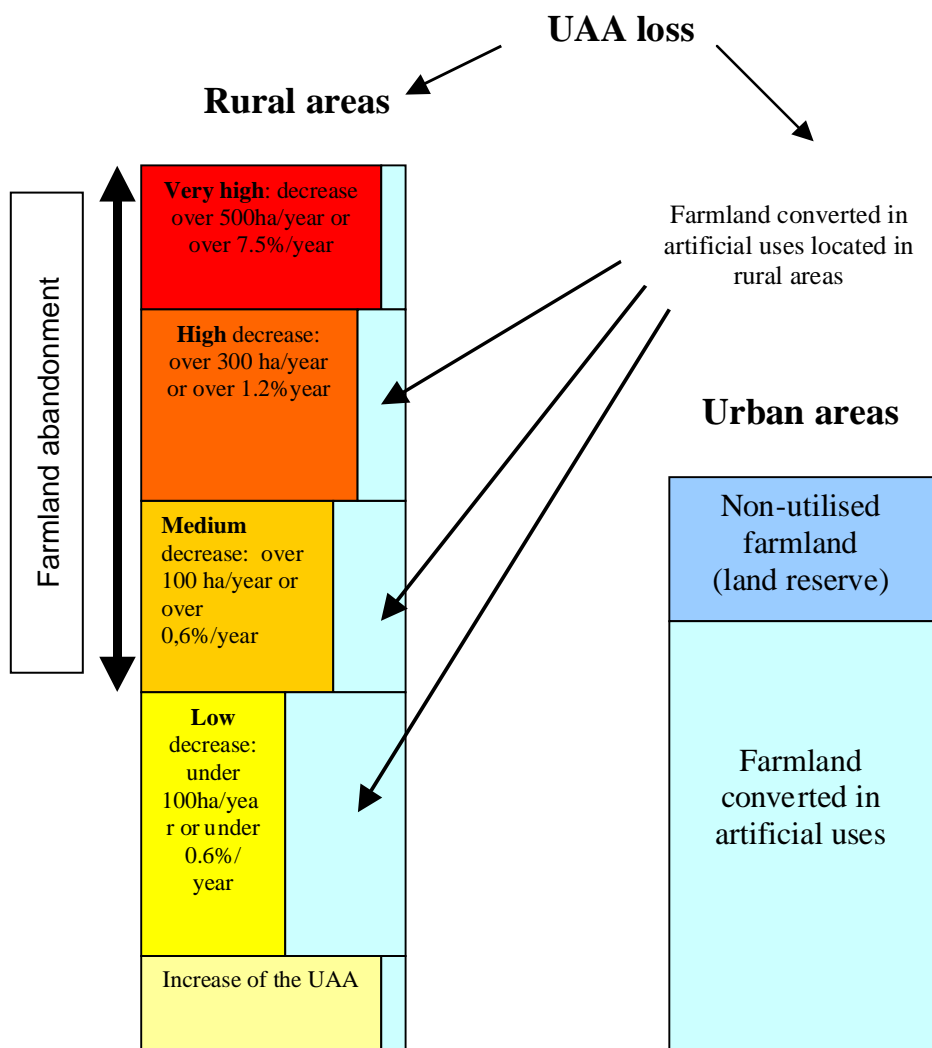 UAA loss
Rural areas
Farmland abandonment
Very high: decrease
over 500ha/year or
over 7.5%/year
High decrease:
over 300 ha/year
or over 1.2%year
Medium
decrease: over
100 ha/year or
over
0,6%/year
Low
decrease:
under
100ha/yea
r or under
0.6%/
year
Increase of the UAA
Farmland converted in
artificial uses located in
rural areas
Urban areas
Non-utilised
farmland
(land reserve)
Farmland
converted in
artificial uses